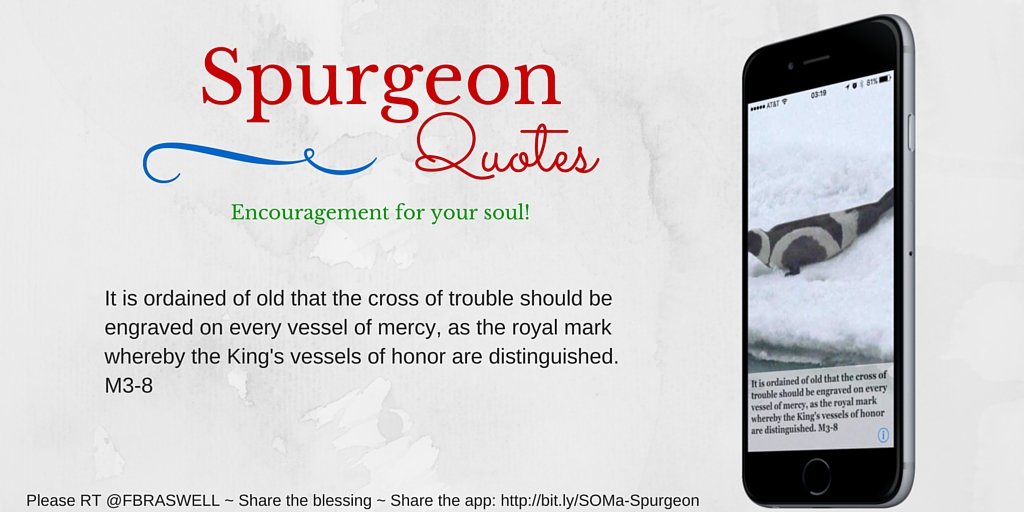 Spurgeon
Quotes
Encouragement for your soul!
It is ordained of old that the cross of trouble should be
engraved on every vessel of mercy, as the royal mark
whereby the King's vessels of honor are distinguished.
M3-8
Please RT @FBRASWELL ~ Share the blessing ~ Share the app: http://bit.ly/SOMa-Spurgeon
AT&T 03:19 81%
It is ordained of old that the cross of
trouble should be engraved on every
vessel of mercy, as the royal mark
whereby the King's vessels of honor
are distinguished. M3-8